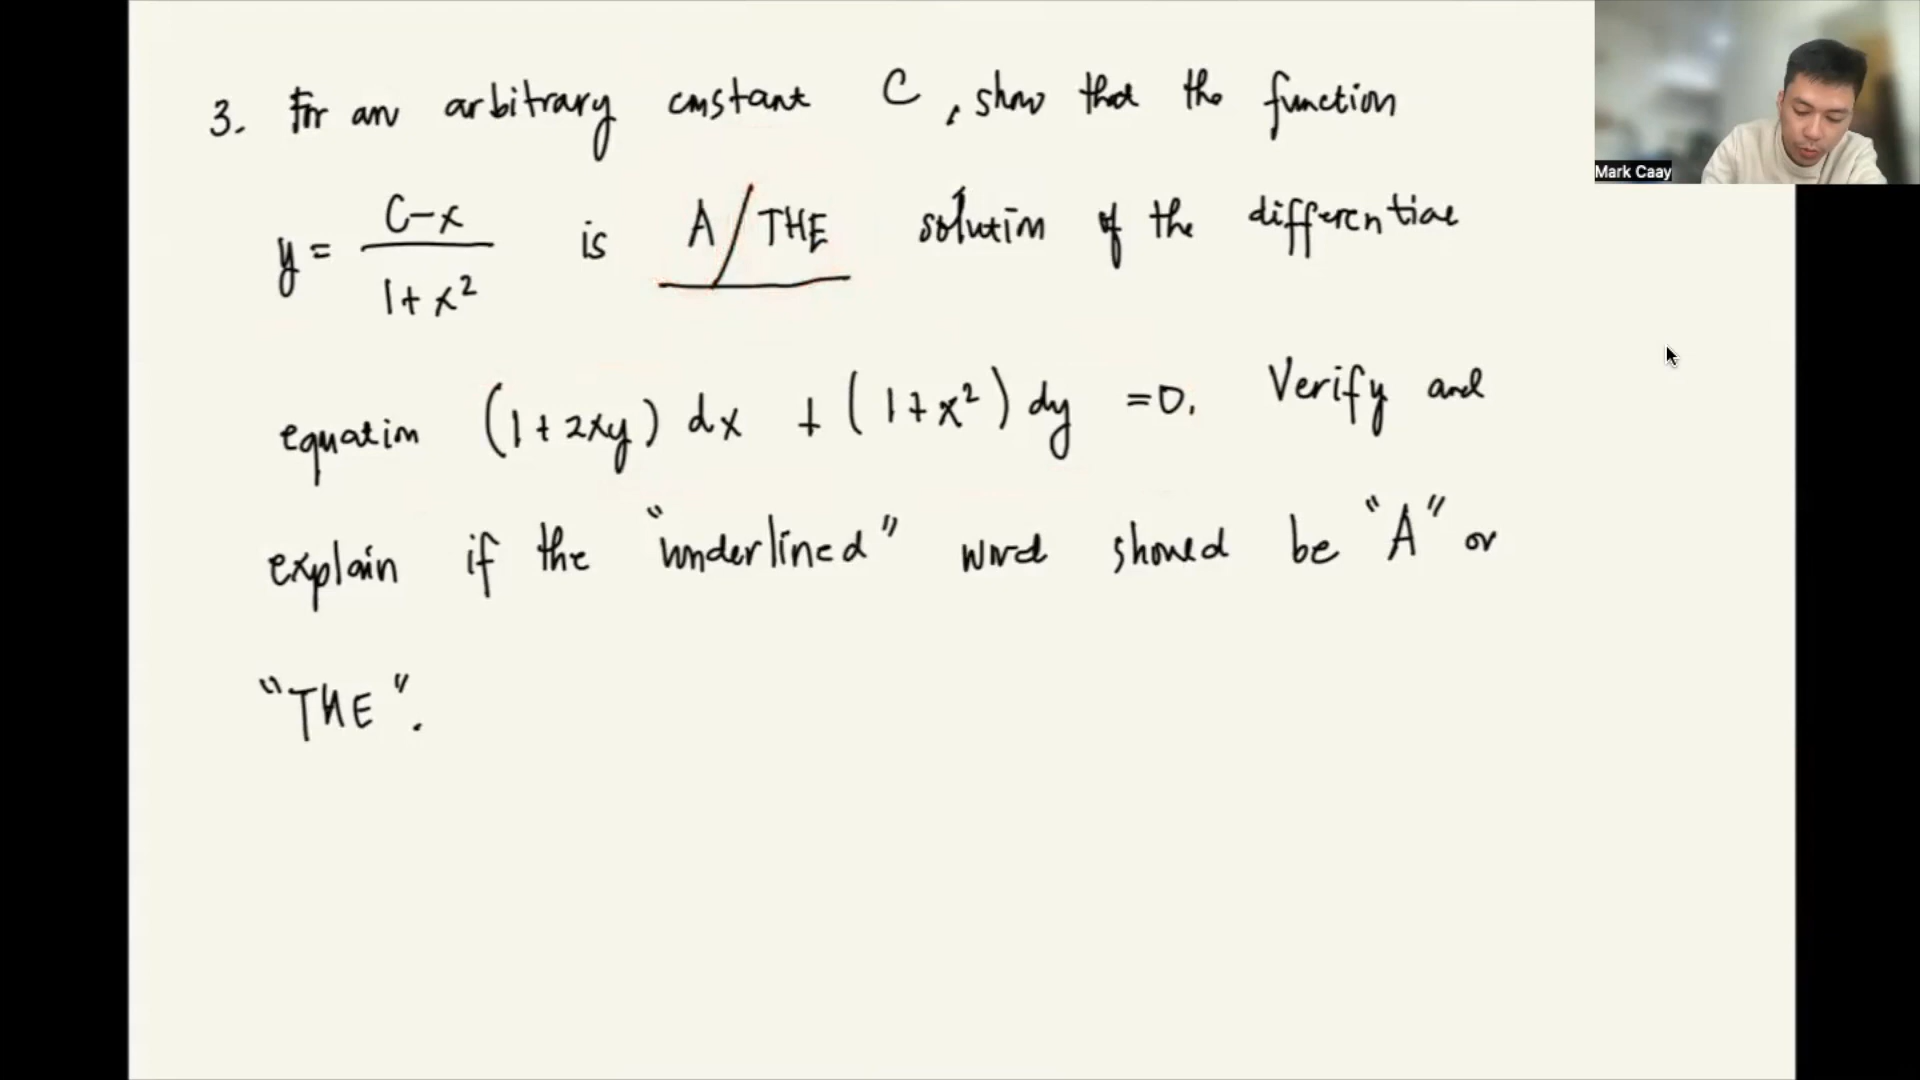 3. For an arbitrary constant C, show that the function
y = (C-x)/(1+x²) is A/THE solution of the differential
equation (1+2xy) dx + (1+x²) dy = 0. Verify and
explain if the "underlined" word should be "A" or
"THE".
Mark Caay